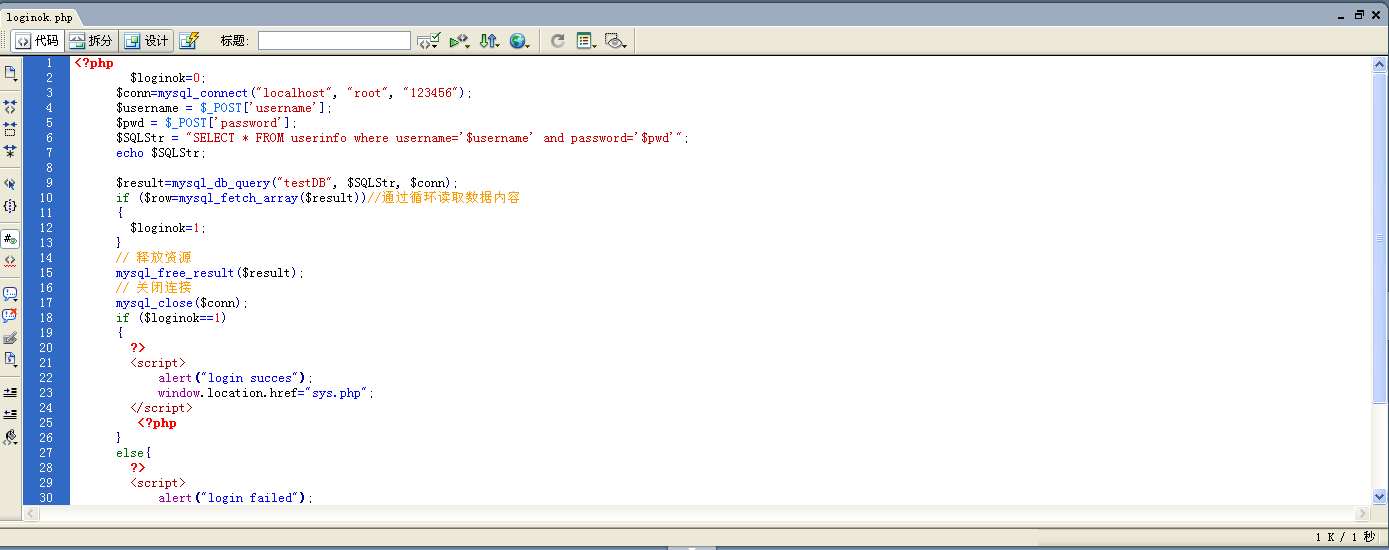 loginok.php
代码 拆分 设计 标题:
1 <?php
2 $loginok=0;
3 $conn=mysql_connect("localhost", "root", "123456");
4 $username = $_POST['username'];
5 $pwd = $_POST['password'];
6 $SQLStr = "SELECT * FROM userinfo where username='$username' and password='$pwd'";
7 echo $SQLStr;
8
9 $result=mysql_db_query("testDB", $SQLStr, $conn);
10 if ($row=mysql_fetch_array($result))//通过循环读取数据内容
11 {
12 $loginok=1;
13 }
14 // 释放资源
15 mysql_free_result($result);
16 // 关闭连接
17 mysql_close($conn);
18 if ($loginok==1)
19 {
20 ?>
21 <script>
22 alert("login succes");
23 window.location.href="sys.php";
24 </script>
25 <?php
26 }
27 else{
28 ?>
29 <script>
30 alert("login failed");
1 K / 1 秒